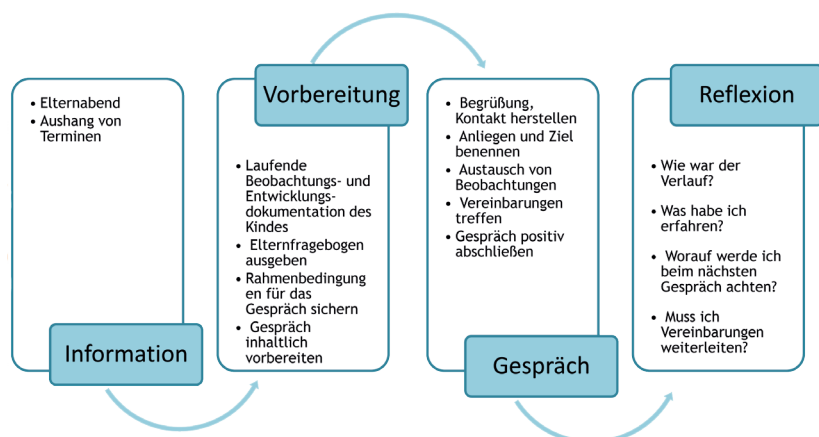 • Elternabend
• Aushang von
Terminen
Information
Vorbereitung
• Laufende
Beobachtungs- und
Entwicklungs-
dokumentation des
Kindes
• Elternfragebogen
ausgeben
• Rahmenbedingung
en für das
Gespräch sichern
• Gespräch
inhaltlich
vorbereiten
• Begrüßung,
Kontakt herstellen
• Anliegen und Ziel
benennen
• Austausch von
Beobachtungen
• Vereinbarungen
treffen
• Gespräch positiv
abschließen
Gespräch
Reflexion
• Wie war der
Verlauf?
• Was habe ich
erfahren?
• Worauf werde ich
beim nächsten
Gespräch achten?
• Muss ich
Vereinbarungen
weiterleiten?